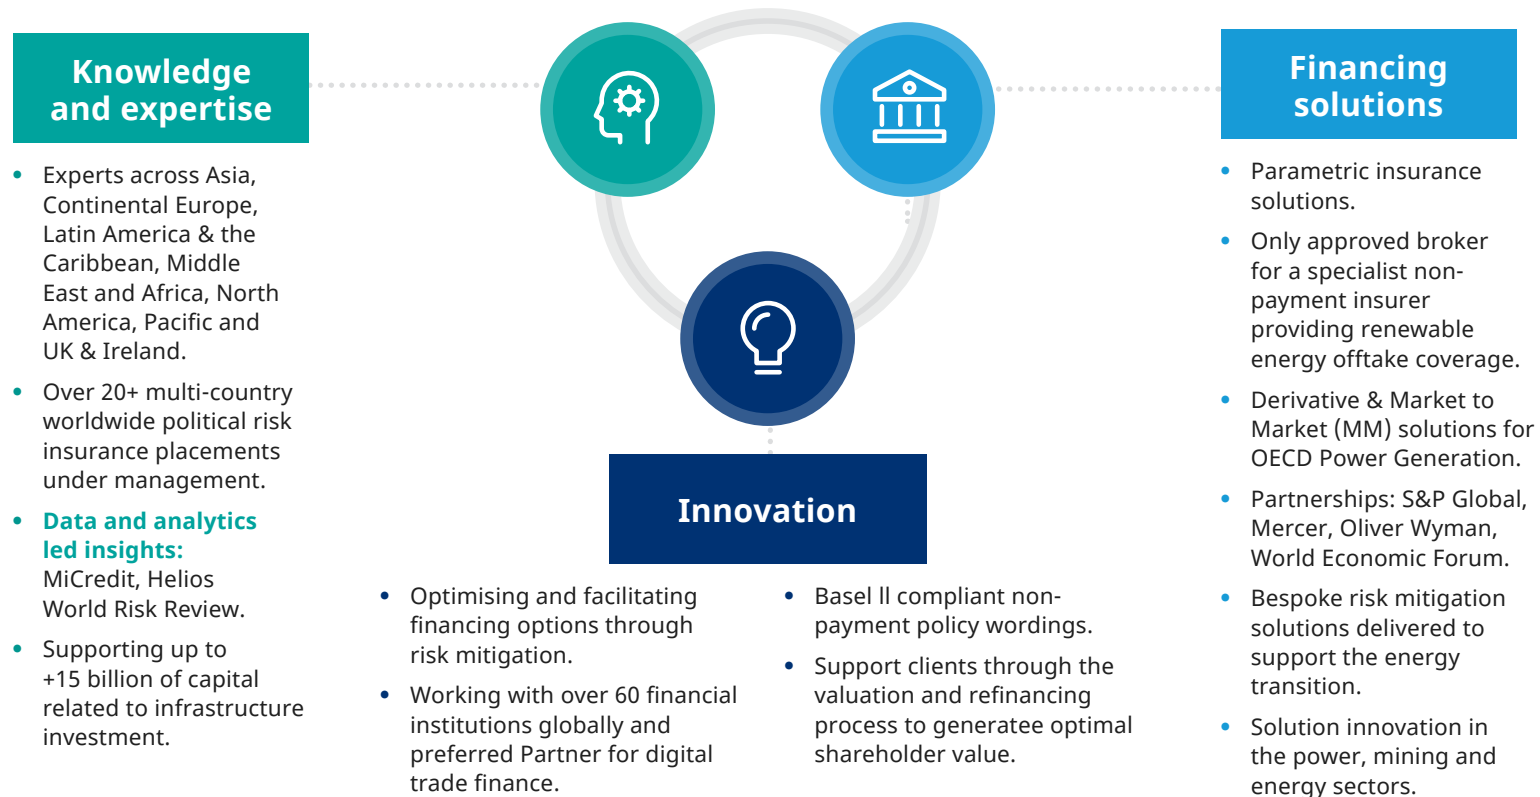 Knowledge
and expertise
Experts across Asia,
Continental Europe,
Latin America & the
Caribbean, Middle
East and Africa, North
America, Pacific and
UK & Ireland.
Over 20+ multi-country
worldwide political risk
insurance placements
under management.
Data and analytics
led insights:
MiCredit, Helios
World Risk Review.
Supporting up to
+15 billion of capital
related to infrastructure
investment.
Innovation
Optimising and facilitating
financing options through
risk mitigation.
Working with over 60 financial
institutions globally and
preferred Partner for digital
trade finance.
Basel ll compliant non-
payment policy wordings.
Support clients through the
valuation and refinancing
process to generatee optimal
shareholder value.
Financing
solutions
Parametric insurance
solutions.
Only approved broker
for a specialist non-
payment insurer
providing renewable
energy offtake coverage.
Derivative & Market to
Market (MM) solutions for
OECD Power Generation.
Partnerships: S&P Global,
Mercer, Oliver Wyman,
World Economic Forum.
Bespoke risk mitigation
solutions delivered to
support the energy
transition.
Solution innovation in
the power, mining and
energy sectors.